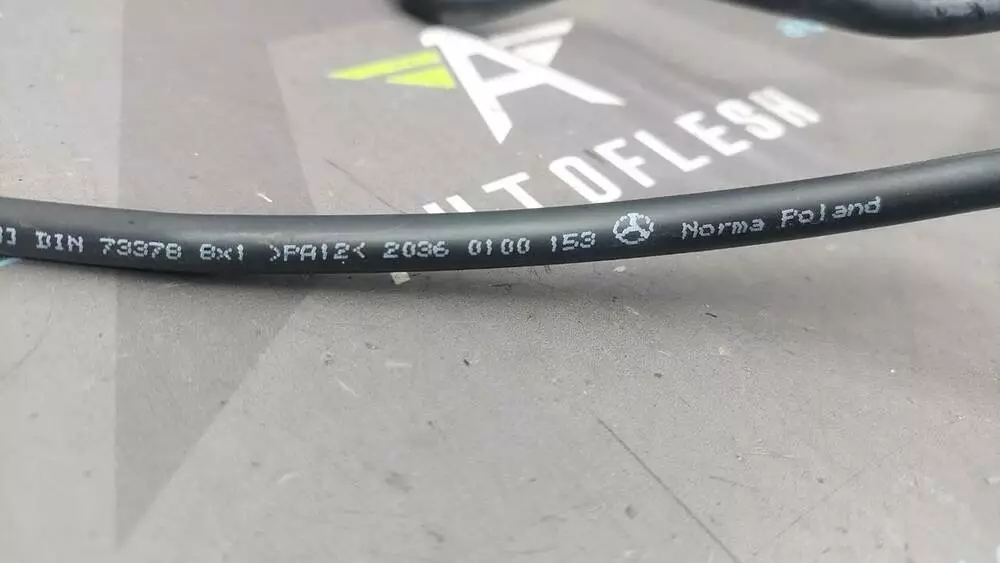 AUTOFLESH
DIN 73378 8x1 >PA12< 2036 0100 153 Norma Poland